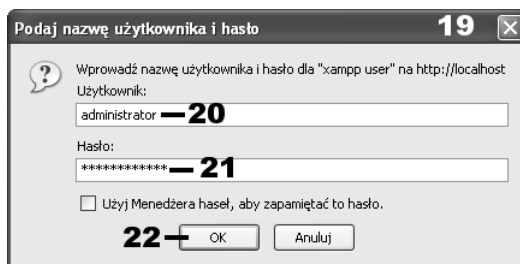 Podaj nazwę użytkownika i hasło 19
Wprowadź nazwę użytkownika i hasło dla "xampp user" na http://localhost
Użytkownik:
administrator 20
Hasło:
************ 21
Użyj Menedżera haseł, aby zapamiętać to hasło.
22 OK Anuluj